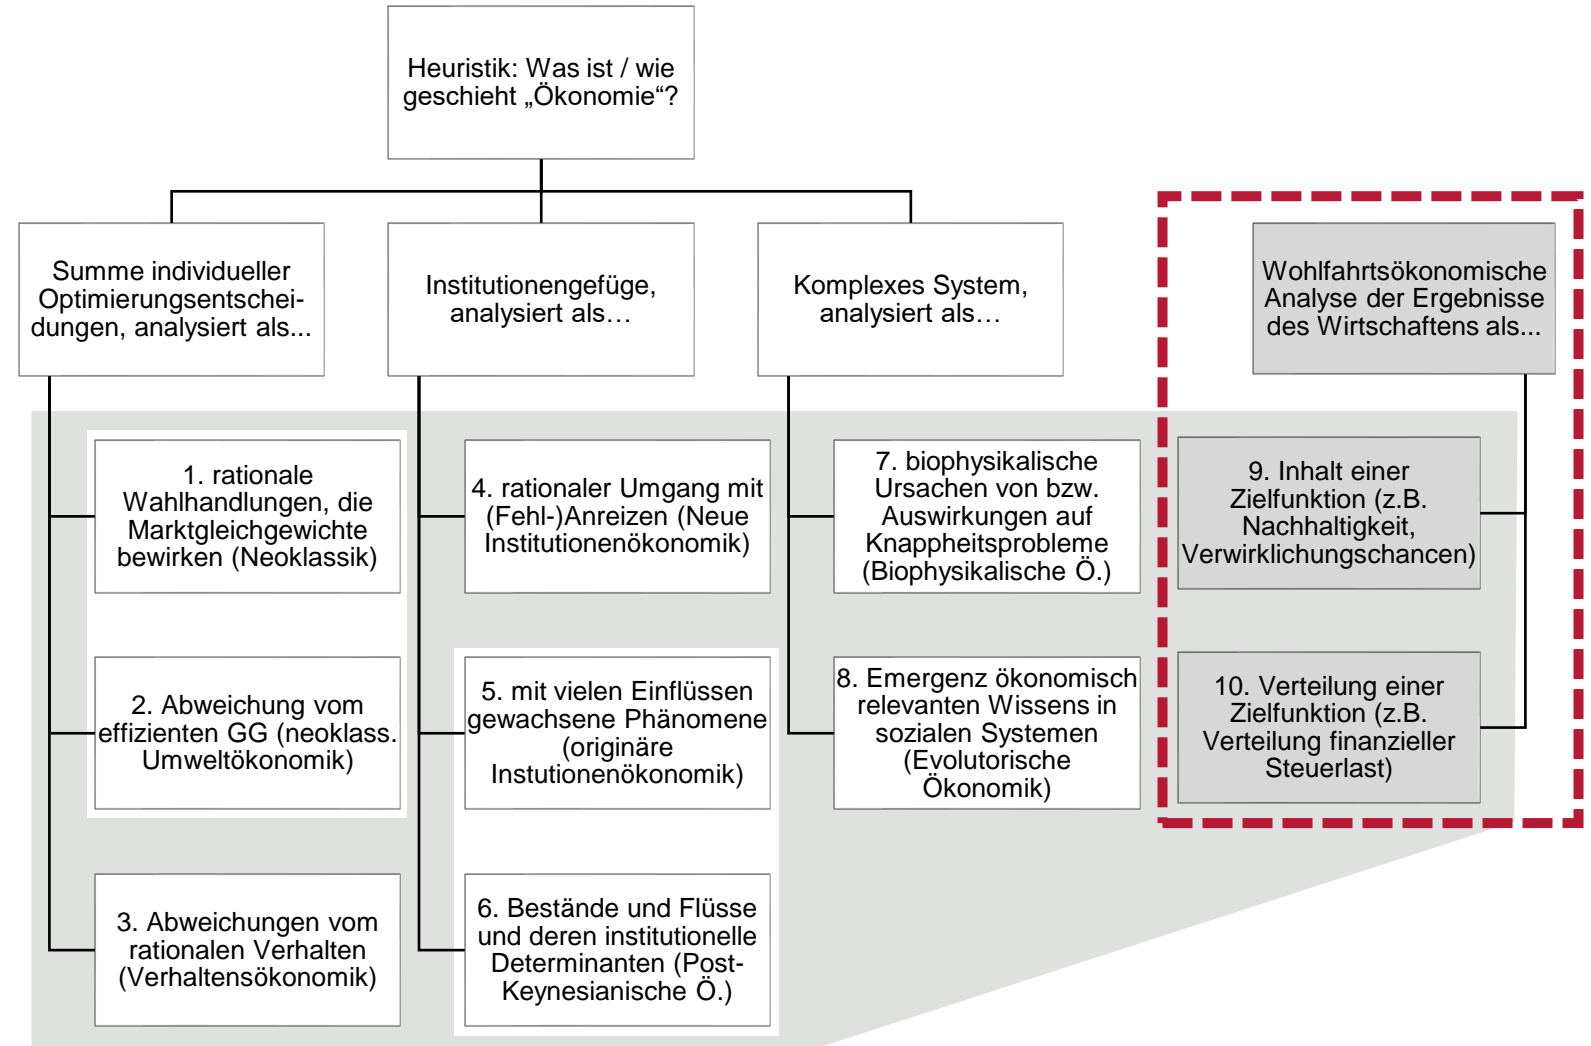 Heuristik: Was ist / wie
geschieht „Ökonomie“?
Summe individueller
Optimierungsentschei-
dungen, analysiert als...
Institutionengefüge,
analysiert als…
Komplexes System,
analysiert als…
Wohlfahrtsökonomische
Analyse der Ergebnisse
des Wirtschaftens als...
1. rationale
Wahlhandlungen, die
Marktgleichgewichte
bewirken (Neoklassik)
2. Abweichung vom
effizienten GG (neoklass.
Umweltökonomik)
3. Abweichungen vom
rationalen Verhalten
(Verhaltensökonomik)
4. rationaler Umgang mit
(Fehl-)Anreizen (Neue
Institutionenökonomik)
5. mit vielen Einflüssen
gewachsene Phänomene
(originäre
Instutionenökonomik)
6. Bestände und Flüsse
und deren institutionelle
Determinanten (Post-
Keynesianische Ö.)
7. biophysikalische
Ursachen von bzw.
Auswirkungen auf
Knappheitsprobleme
(Biophysikalische Ö.)
8. Emergenz ökonomisch
relevanten Wissens in
sozialen Systemen
(Evolutorische
Ökonomik)
9. Inhalt einer
Zielfunktion (z.B.
Nachhaltigkeit,
Verwirklichungschancen)
10. Verteilung einer
Zielfunktion (z.B.
Verteilung finanzieller
Steuerlast)